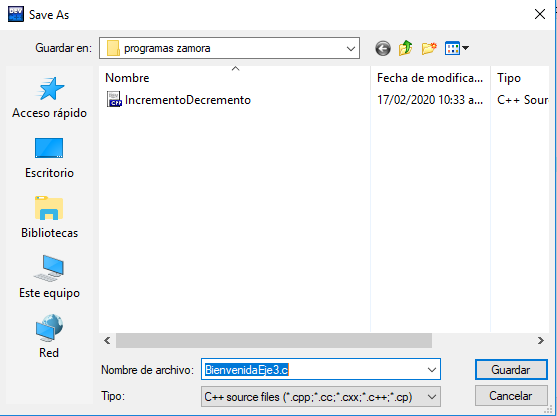 Save As
Guardar en:
programas zamora
Nombre
Fecha de modifica...
Tipo
IncrementoDecremento
17/02/2020 10:33 a...
C++ Sour
Acceso rápido
Escritorio
Bibliotecas
Este equipo
Red
Nombre de archivo:
BienvenidaEje3.c
Guardar
Tipo:
C++ source files (*.cpp;*.cc;*.cxx;*.c++;*.cp)
Cancelar